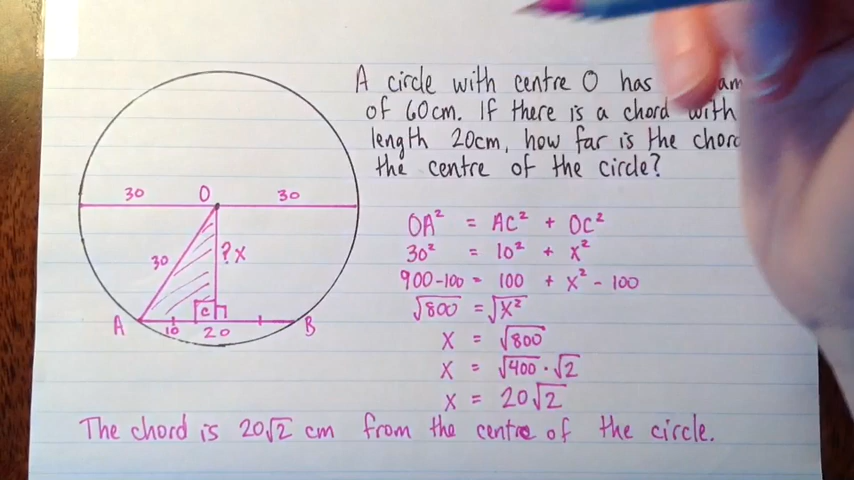 A circle with centre O has
of 60cm. If there is a chord with
length 20cm, how far is the chord
the centre of the circle?
30 O 30
30 ? x
C
A 10 20 B
OA² = AC² + OC²
30² = 10² + x²
900-100 = 100 + x² - 100
√800 = √x²
x = √800
x = √400 · √2
x = 20√2
The chord is 20√2 cm from the centre of the circle.